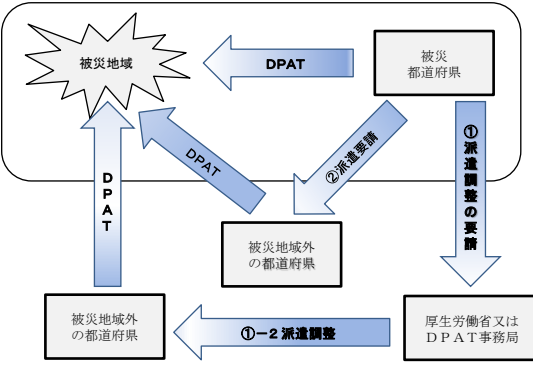 被災地域
DPAT
被災
都道府県
DPAT
②派遣要請
①派遣調整の要請
DPAT
被災地域外
の都道府県
被災地域外
の都道府県
①－２派遣調整
厚生労働省又は
ＤＰＡＴ事務局